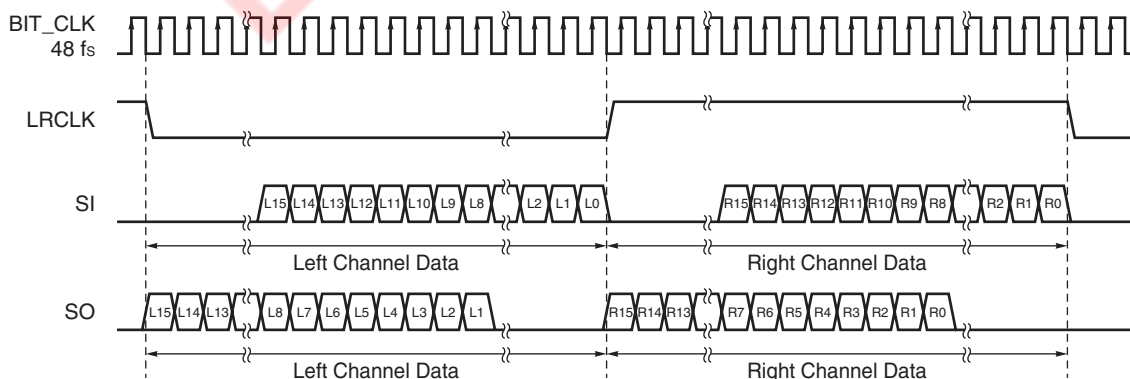 BIT_CLK
48 fs
LRCLK
SI
L15 L14 L13 L12 L11 L10 L9 L8 L2 L1 L0 R15 R14 R13 R12 R11 R10 R9 R8 R2 R1 R0
Left Channel Data Right Channel Data
SO
L15 L14 L13 L8 L7 L6 L5 L4 L3 L2 L1 R15 R14 R13 R7 R6 R5 R4 R3 R2 R1 R0
Left Channel Data Right Channel Data